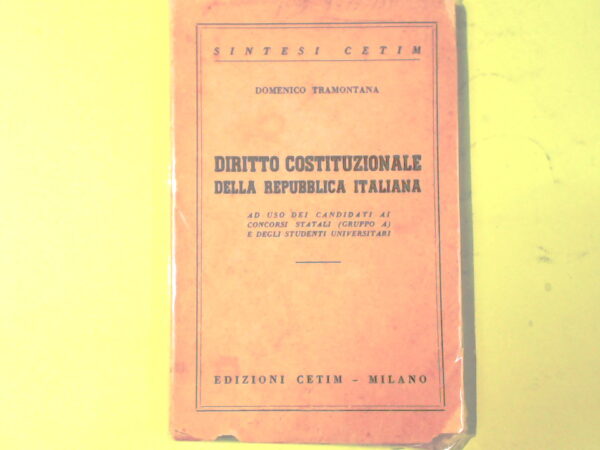 SINTESI CETIM
DOMENICO TRAMONTANA
DIRITTO COSTITUZIONALE
DELLA REPUBBLICA ITALIANA
AD USO DEI CANDIDATI AI
CONCORSI STATALI (GRUPPO A)
E DEGLI STUDENTI UNIVERSITARI
EDIZIONI CETIM - MILANO